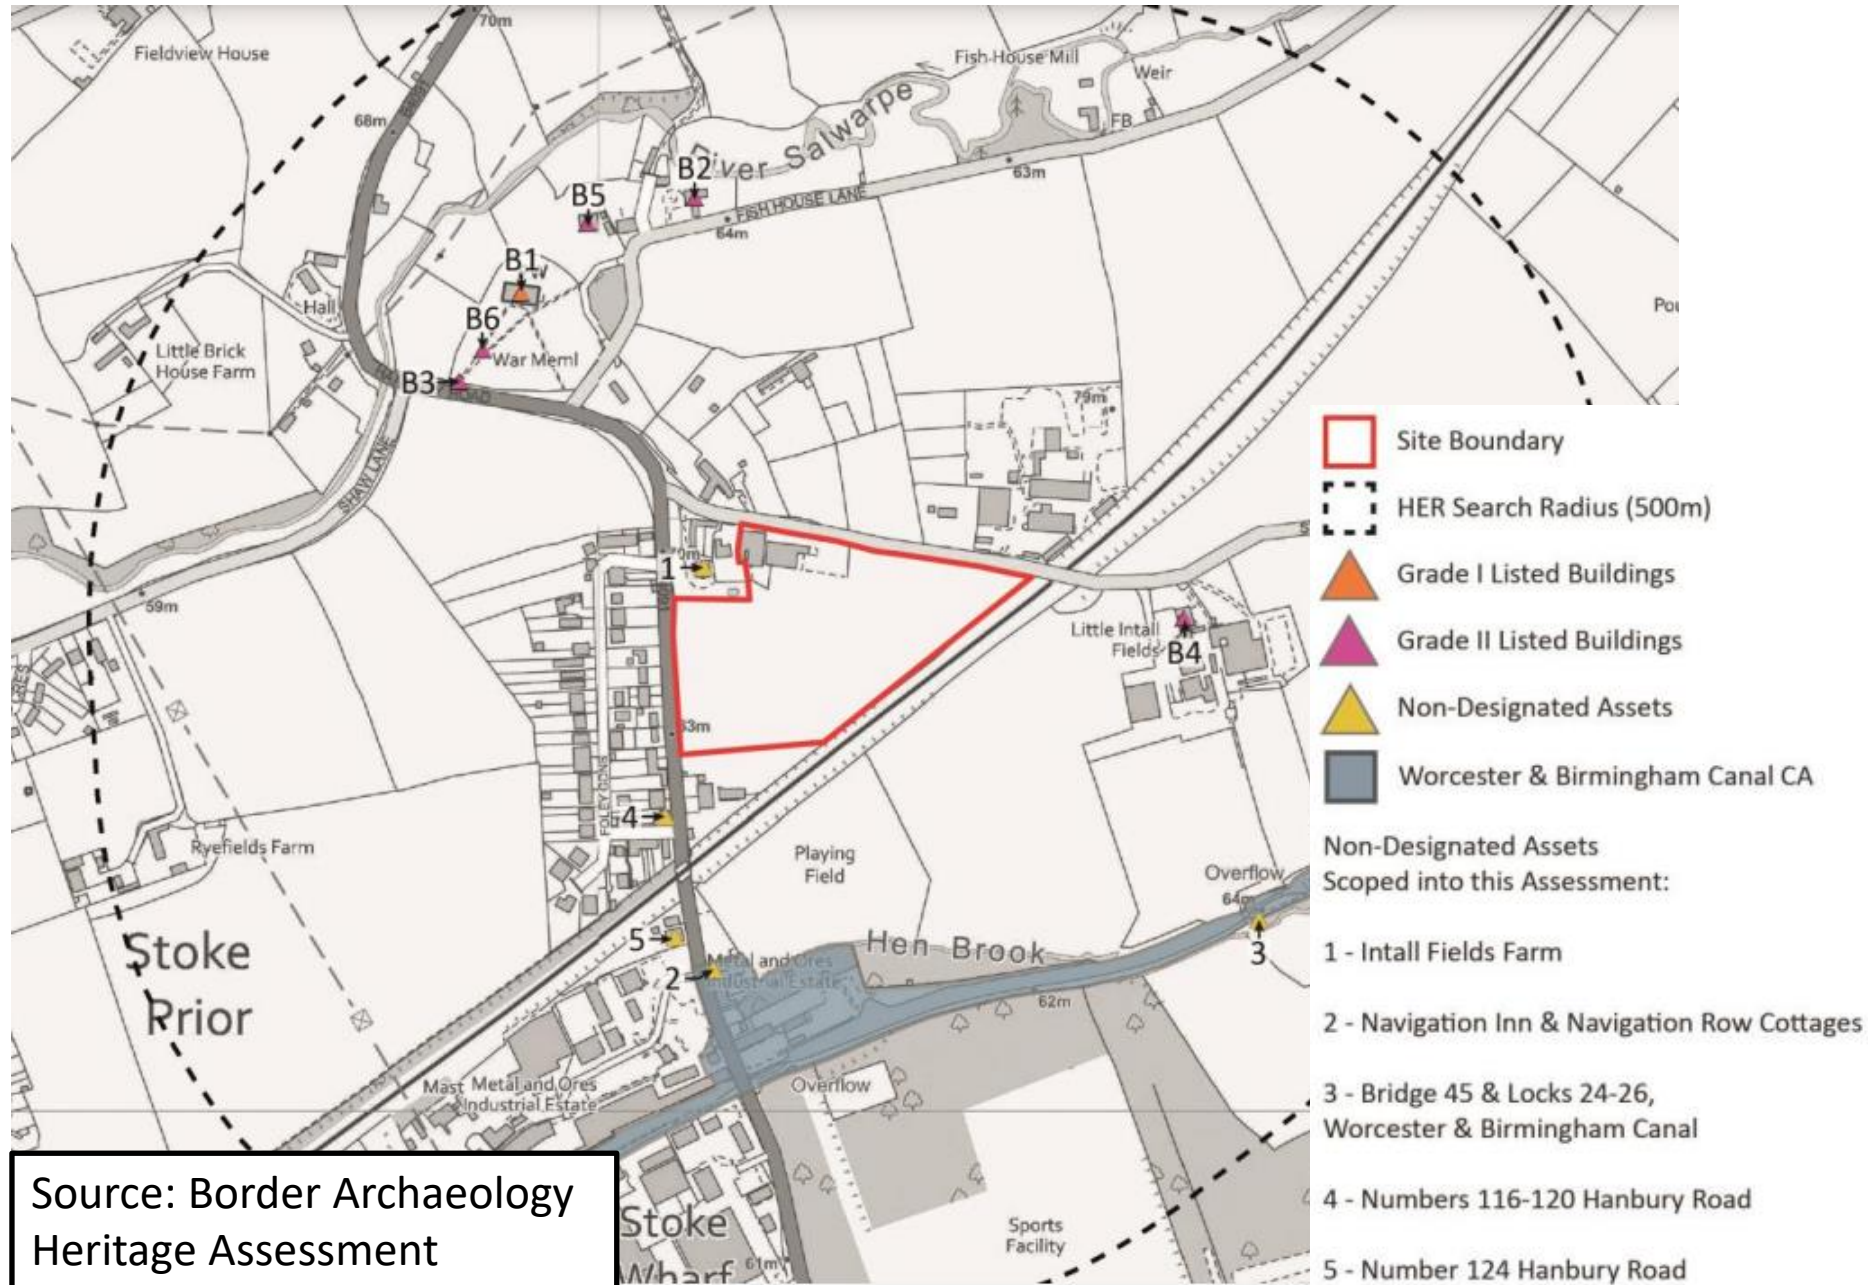 70m
Fieldview House
Fish House Mill
Weir
68m
FB
River Salwarpe
63m
B2
B5
FISH HOUSE LANE
64m
B1
Hall
B6
Little Brick
House Farm
War Meml
B3
ROAD
79m
SHAW LANE
1
59m
Little Intall
Fields
B4
63m
FOLEY GDNS
4
Ryefields Farm
Playing
Field
Overflow
64m
Stoke
Prior
5
Hen Brook
3
2
Metal and Ores
Industrial Estate
62m
Mast
Metal and Ores
Industrial Estate
Overflow
Stoke
Wharf
Sports
Facility
61m
Site Boundary
HER Search Radius (500m)
Grade I Listed Buildings
Grade II Listed Buildings
Non-Designated Assets
Worcester & Birmingham Canal CA
Non-Designated Assets
Scoped into this Assessment:
1 - Intall Fields Farm
2 - Navigation Inn & Navigation Row Cottages
3 - Bridge 45 & Locks 24-26,
Worcester & Birmingham Canal
4 - Numbers 116-120 Hanbury Road
5 - Number 124 Hanbury Road
Source: Border Archaeology
Heritage Assessment